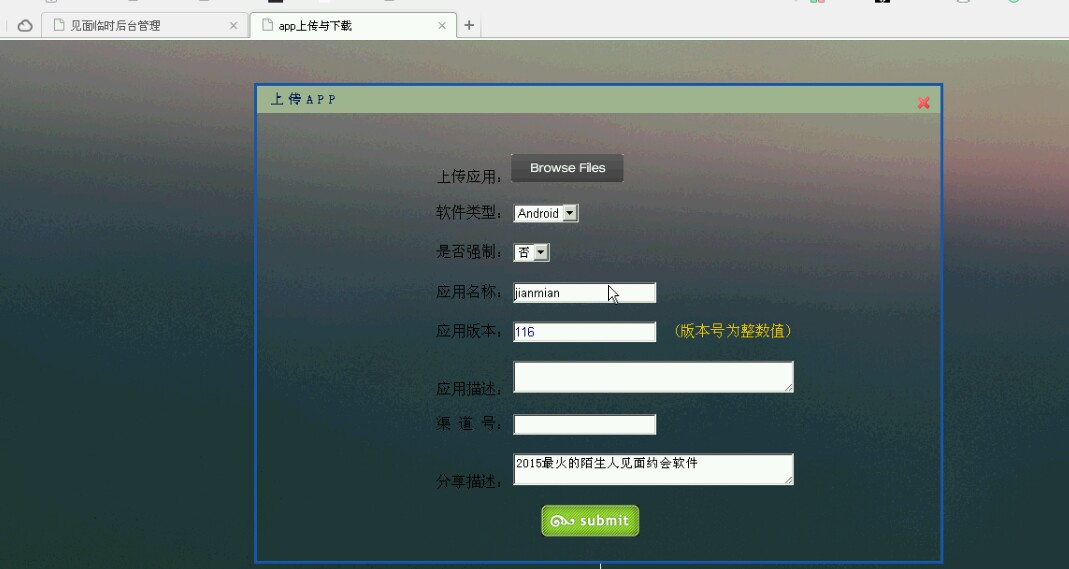 见面临时后台管理
app上传与下载
上传APP
上传应用： Browse Files
软件类型： Android
是否强制： 否
应用名称： jianmian
应用版本： 116 （版本号为整数值）
应用描述：
渠 道 号：
分享描述： 2015最火的陌生人见面约会软件
submit